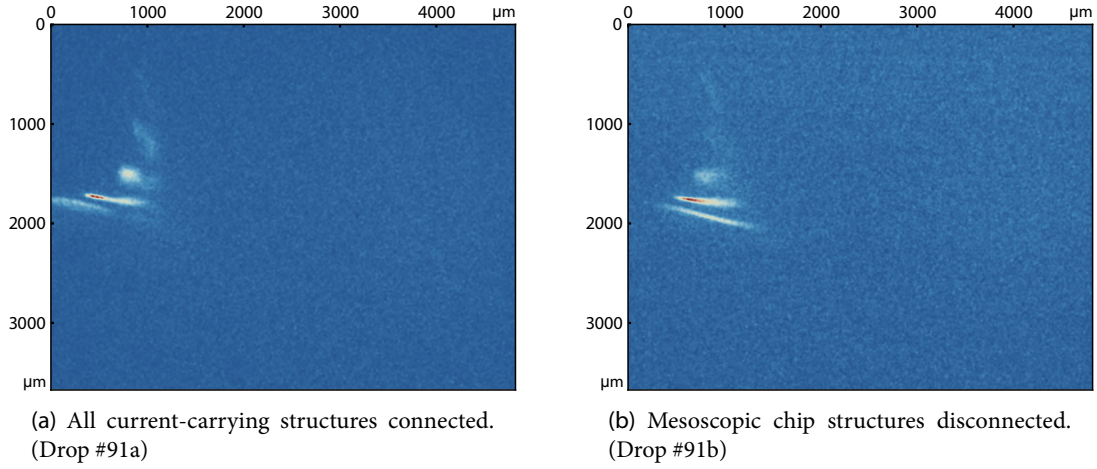 0 1000 2000 3000 4000 µm
0
1000
2000
3000
µm
(a) All current-carrying structures connected.
(Drop #91a)
0 1000 2000 3000 4000 µm
0
1000
2000
3000
µm
(b) Mesoscopic chip structures disconnected.
(Drop #91b)